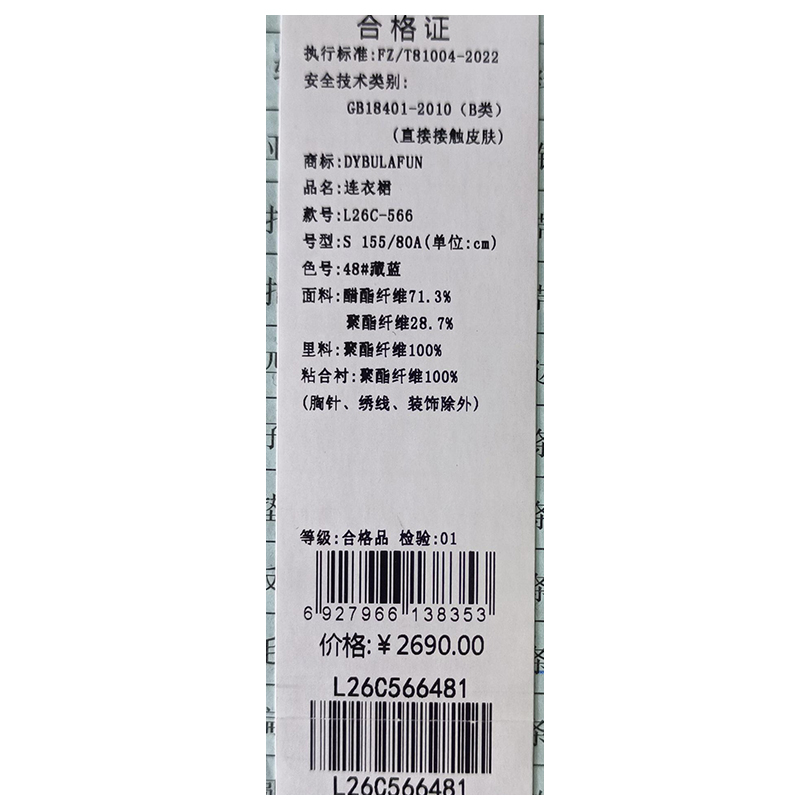 合格证
执行标准:FZ/T81004-2022
安全技术类别:
GB18401-2010（B类）
(直接接触皮肤)
商标:DYBULAFUN
品名:连衣裙
款号:L26C-566
号型:S 155/80A(单位:cm)
色号:48#藏蓝
面料:醋酯纤维71.3%
聚酯纤维28.7%
里料:聚酯纤维100%
粘合衬:聚酯纤维100%
(胸针、绣线、装饰除外)
等级:合格品 检验:01
6 927966 138353
价格:￥2690.00
L26C566481
L26C566481